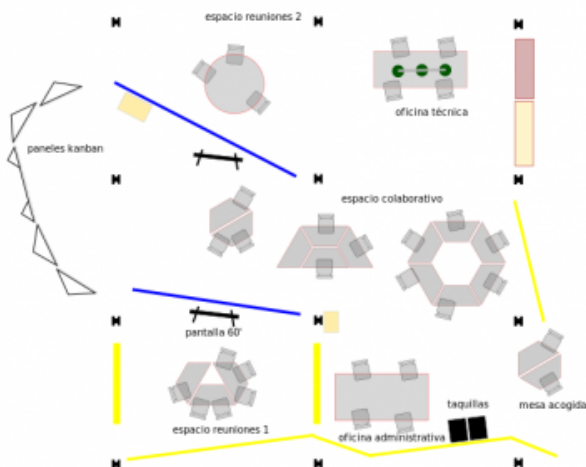 espacio reuniones 2
oficina técnica
paneles kanban
espacio colaborativo
pantalla 60'
taquillas
mesa acogida
espacio reuniones 1
oficina administrativa